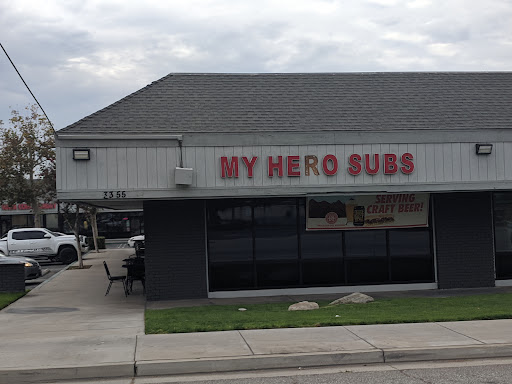 MY HERO SUBS
3355
SERVING
CRAFT BEER!